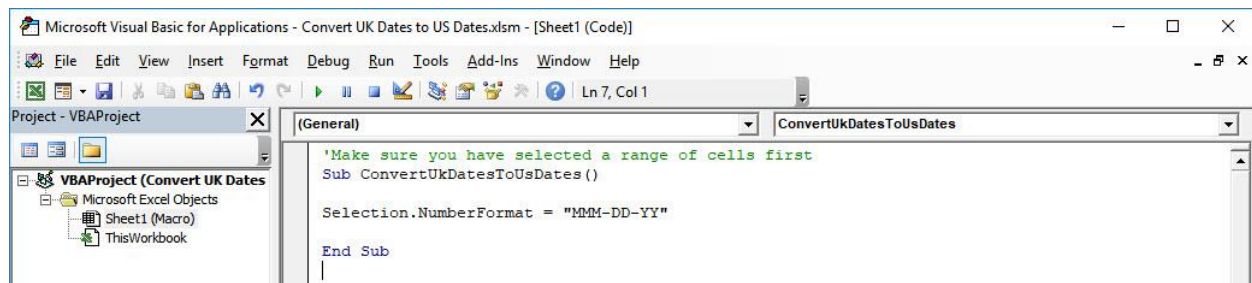 Microsoft Visual Basic for Applications - Convert UK Dates to US Dates.xlsm - [Sheet1 (Code)]
File Edit View Insert Format Debug Run Tools Add-Ins Window Help
Ln 7, Col 1
Project - VBAProject
(General) ConvertUkDatesToUsDates
VBAProject (Convert UK Dates
Microsoft Excel Objects
Sheet1 (Macro)
ThisWorkbook
'Make sure you have selected a range of cells first
Sub ConvertUkDatesToUsDates()
Selection.NumberFormat = "MMM-DD-YY"
End Sub